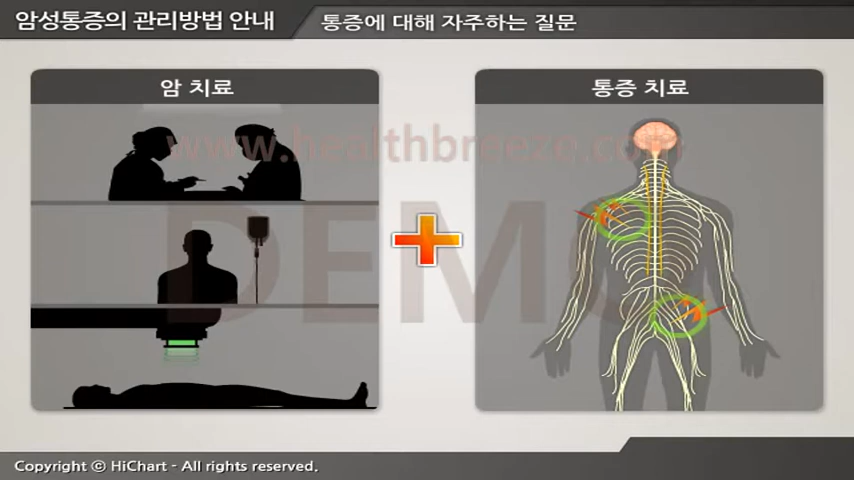 암성통증의 관리방법 안내
통증에 대해 자주하는 질문
암 치료
통증 치료
www.healthbreeze.com
DEMO
Copyright ⓒ HiChart - All rights reserved.